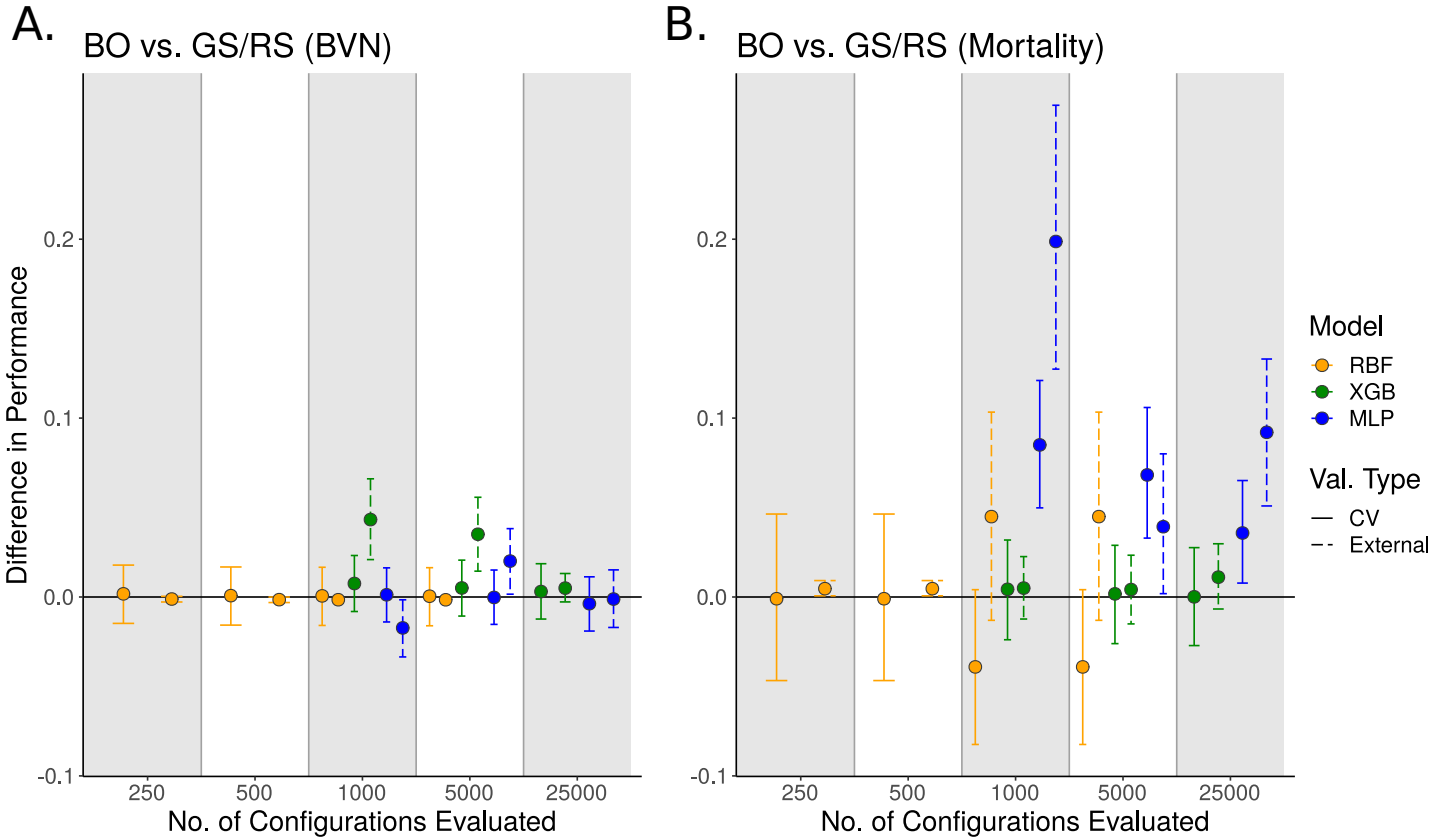 A.
BO vs. GS/RS (BVN)
Difference in Performance
0.2
0.1
0.0
-0.1
250 500 1000 5000 25000
No. of Configurations Evaluated
B.
BO vs. GS/RS (Mortality)
0.2
0.1
0.0
-0.1
250 500 1000 5000 25000
No. of Configurations Evaluated
Model
RBF
XGB
MLP
Val. Type
CV
External